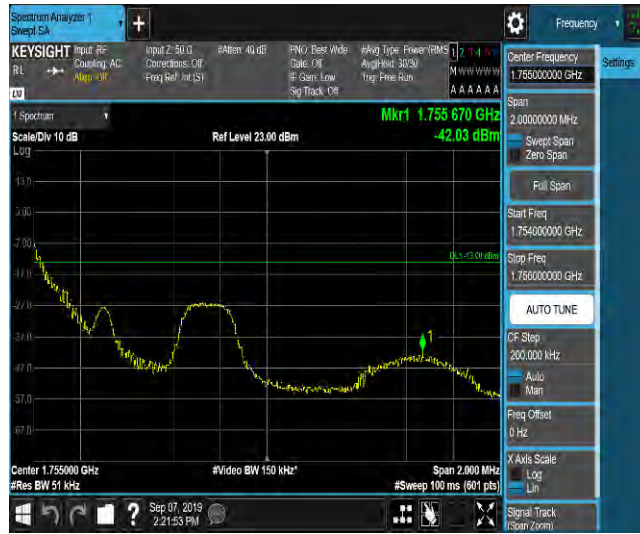 Spectrum Analyzer 1
Swept SA
+
Frequency
KEYSIGHT Input: RF
RL
Coupling: AC
Align: Off
Input Z: 50 Ω
Corrections: Off
Freq Ref: Int (S)
#Atten: 40 dB
PNO: Best Wide
Gate: Off
IF Gain: Low
Sig Track: Off
#Avg Type: Power (RMS
Avg|Hold: 30/30
Trig: Free Run
M W W W W W
A A A A A A
1 Spectrum
Scale/Div 10 dB
Ref Level 23.00 dBm
Mkr1 1.755 670 GHz
-42.03 dBm
Log
13.0
3.00
-7.00
DL1 -13.00 dBm
-17.0
-27.0
-37.0
-47.0
-57.0
-67.0
1
Center 1.755000 GHz
#Res BW 51 kHz
#Video BW 150 kHz*
Span 2.000 MHz
#Sweep 100 ms (601 pts)
?
Sep 07, 2019
2:21:53 PM
Center Frequency
1.755000000 GHz
Settings
Span
2.00000000 MHz
Swept Span
Zero Span
Full Span
Start Freq
1.754000000 GHz
Stop Freq
1.756000000 GHz
AUTO TUNE
CF Step
200.000 kHz
Auto
Man
Freq Offset
0 Hz
X Axis Scale
Log
Lin
Signal Track
(Span Zoom)